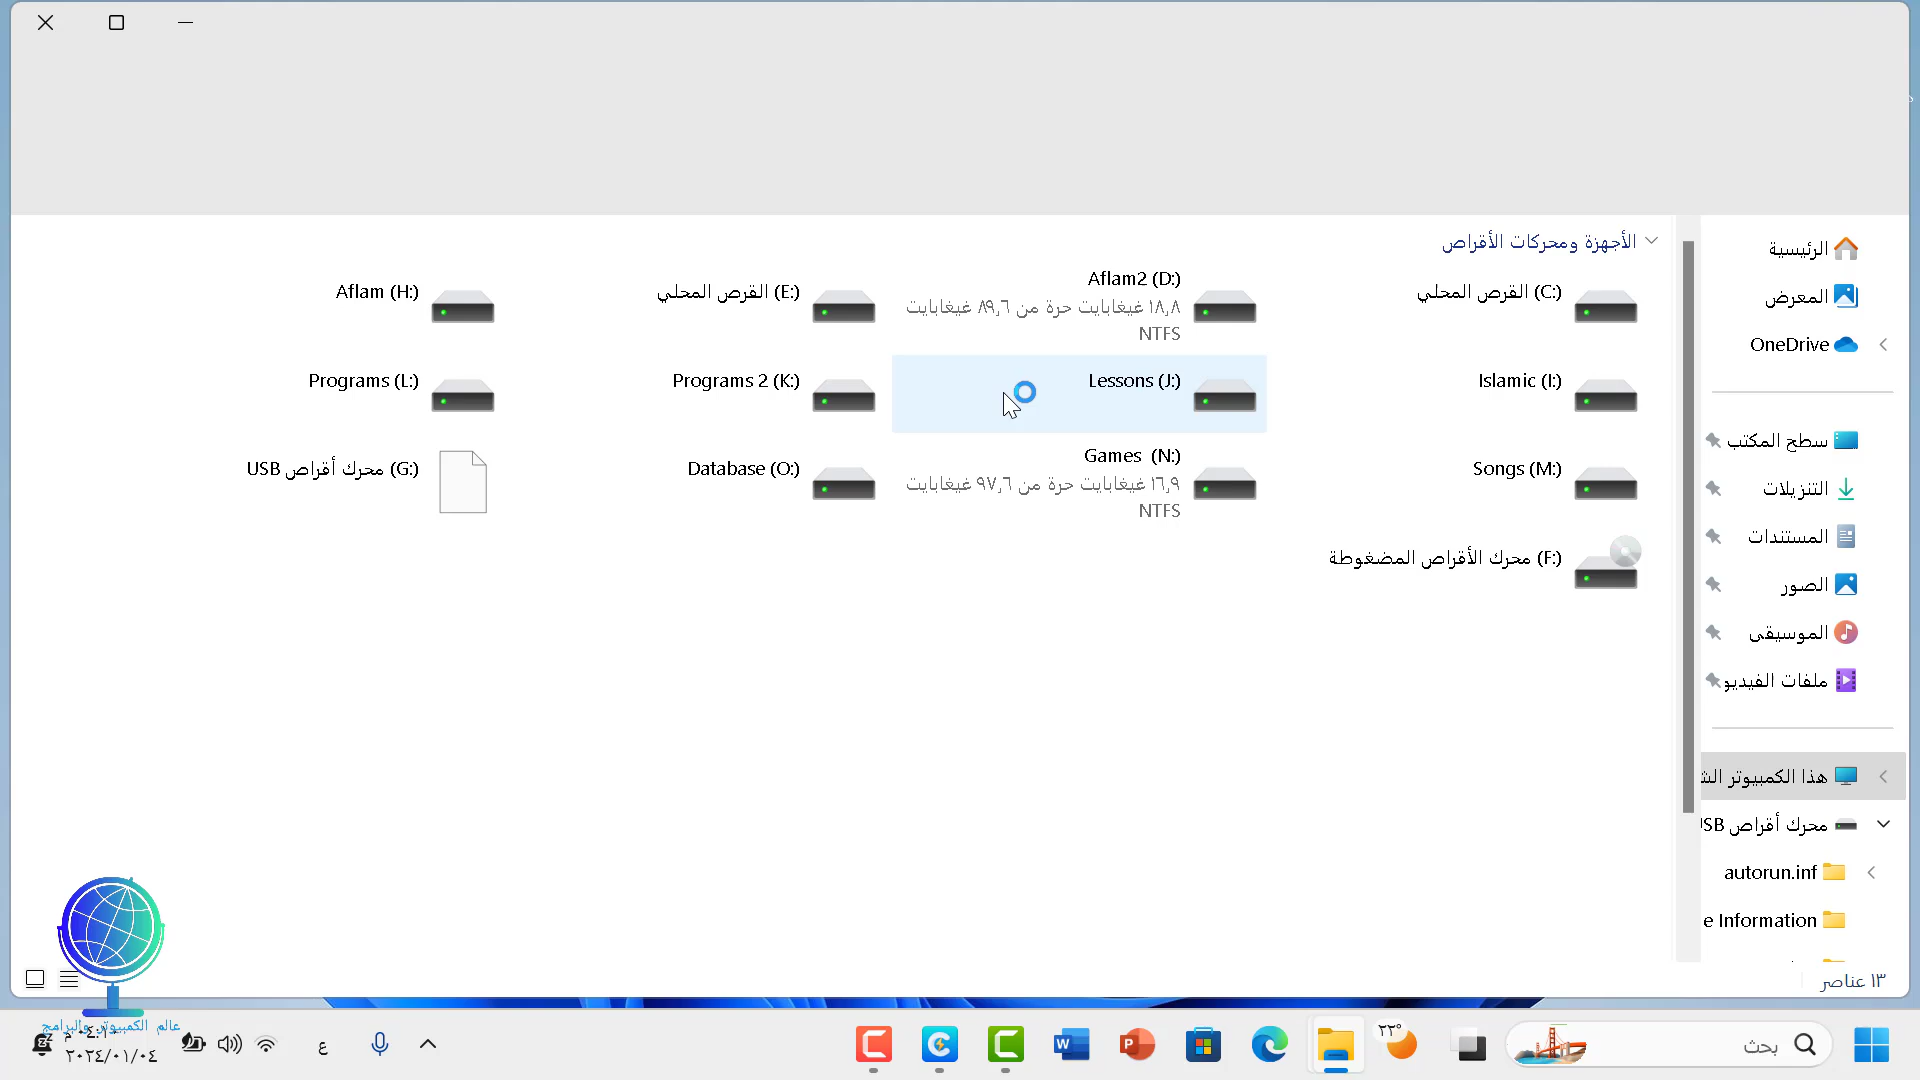 الأجهزة ومحركات الأقراص
القرص المحلي (C:)
Aflam2 (D:)
١٨٫٨ غيغابايت حرة من ٨٩٫٦ غيغابايت
NTFS
القرص المحلي (E:)
Aflam (H:)
Islamic (I:)
Lessons (J:)
Programs 2 (K:)
Programs (L:)
Songs (M:)
Games (N:)
١٦٫٩ غيغابايت حرة من ٩٧٫٦ غيغابايت
NTFS
Database (O:)
محرك أقراص USB (G:)
محرك الأقراص المضغوطة (F:)
الرئيسية
المعرض
OneDrive
سطح المكتب
التنزيلات
المستندات
الصور
الموسيقى
ملفات الفيديو
هذا الكمبيوتر الش
محرك أقراص USB
autorun.inf
e Information
١٣ عناصر
عالم الكمبيوتر والبرامج
٢٠٢٤/٠١/٠٤
ع
٢٢°
بحث